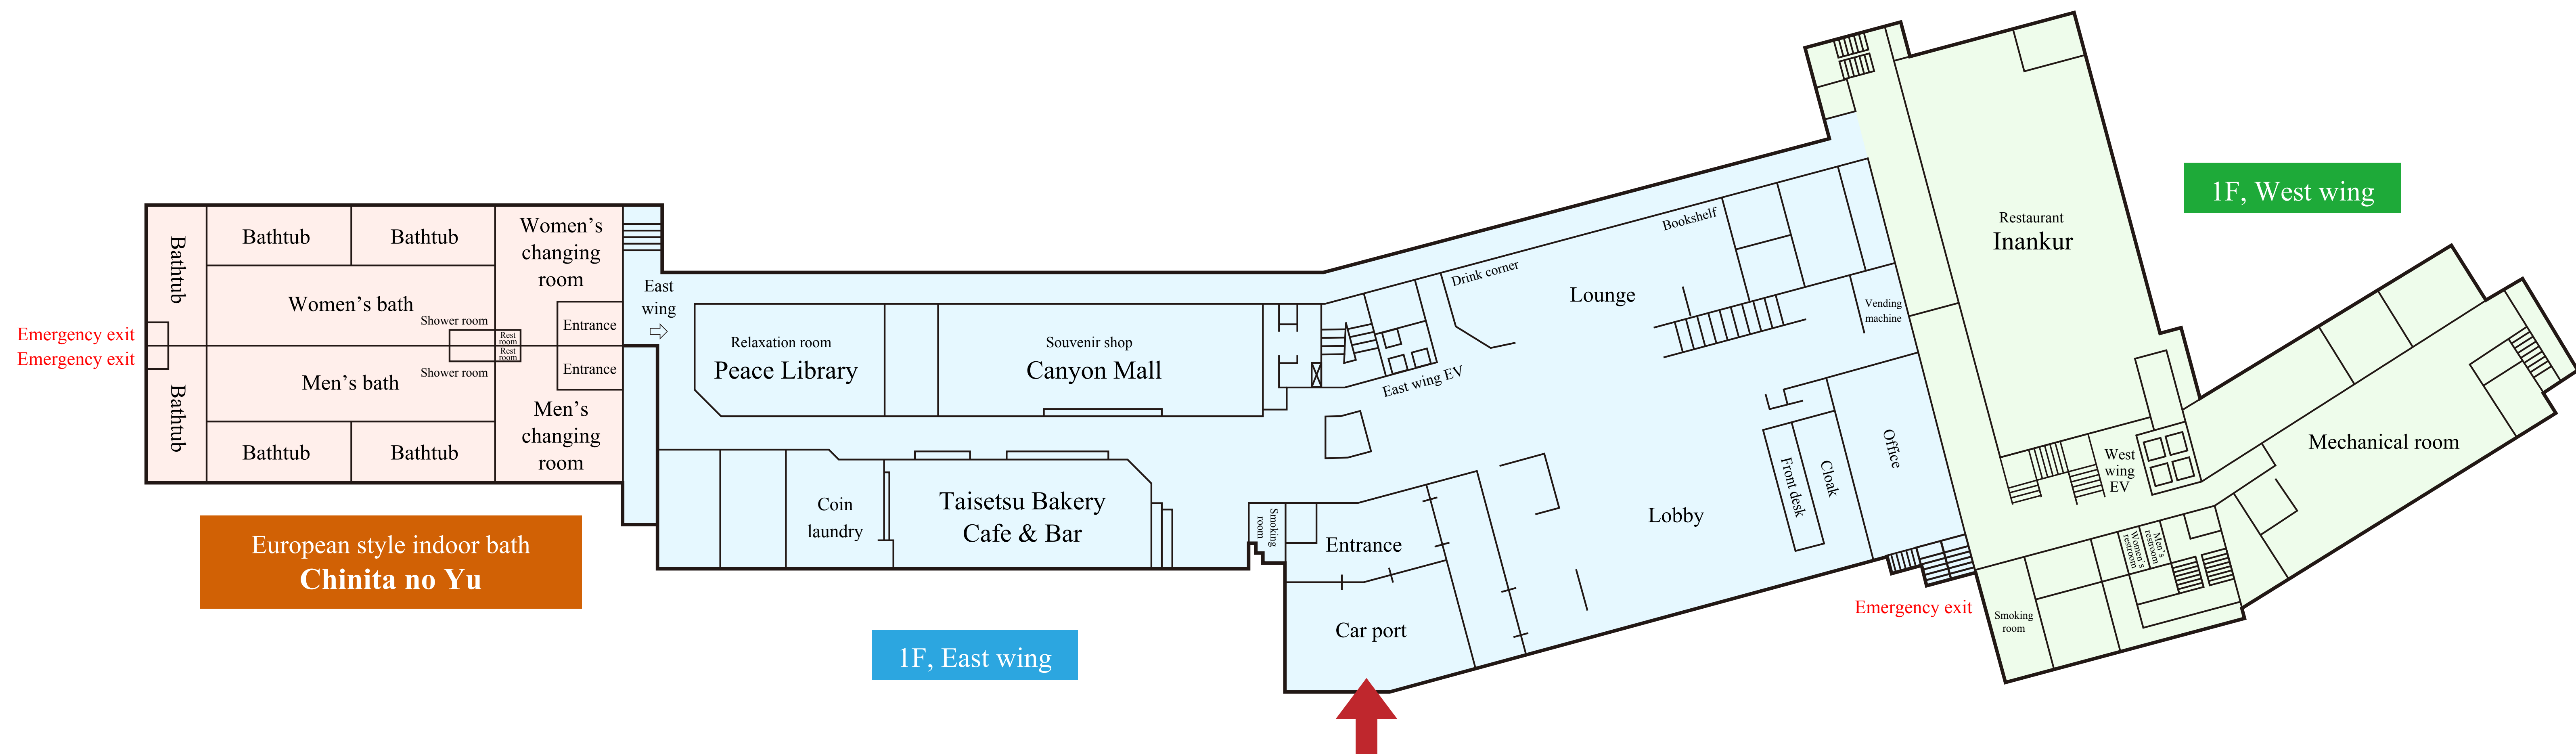 Emergency exit
Emergency exit
Bathtub
Bathtub
Bathtub
Bathtub
Women's bath
Men's bath
Bathtub
Bathtub
Shower room
Shower room
Rest
room
Rest
room
Women's
changing
room
Entrance
Entrance
Men's
changing
room
European style indoor bath
Chinita no Yu
East
wing
Relaxation room
Peace Library
Souvenir shop
Canyon Mall
Coin
laundry
Taisetsu Bakery
Cafe & Bar
1F, East wing
Smoking
room
Entrance
Car port
East wing EV
Drink corner
Lounge
Bookshelf
Vending
machine
Lobby
Front desk
Cloak
Office
Emergency exit
Restaurant
Inankur
1F, West wing
West
wing
EV
Mechanical room
Women's
restroom
Men's
restroom
Smoking
room